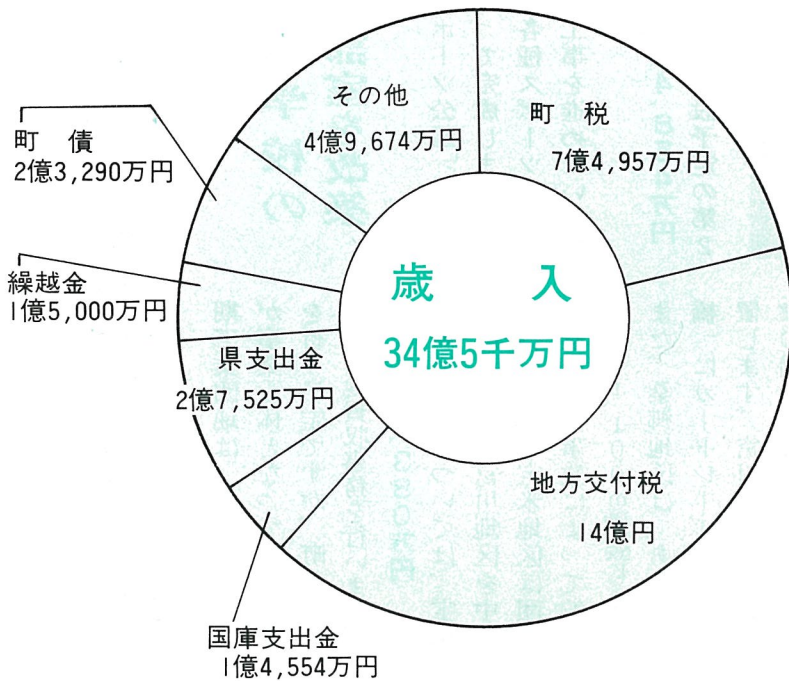 歳　入
34億5千万円
町　税
7億4,957万円
地方交付税
14億円
国庫支出金
1億4,554万円
県支出金
2億7,525万円
繰越金
1億5,000万円
町　債
2億3,290万円
その他
4億9,674万円